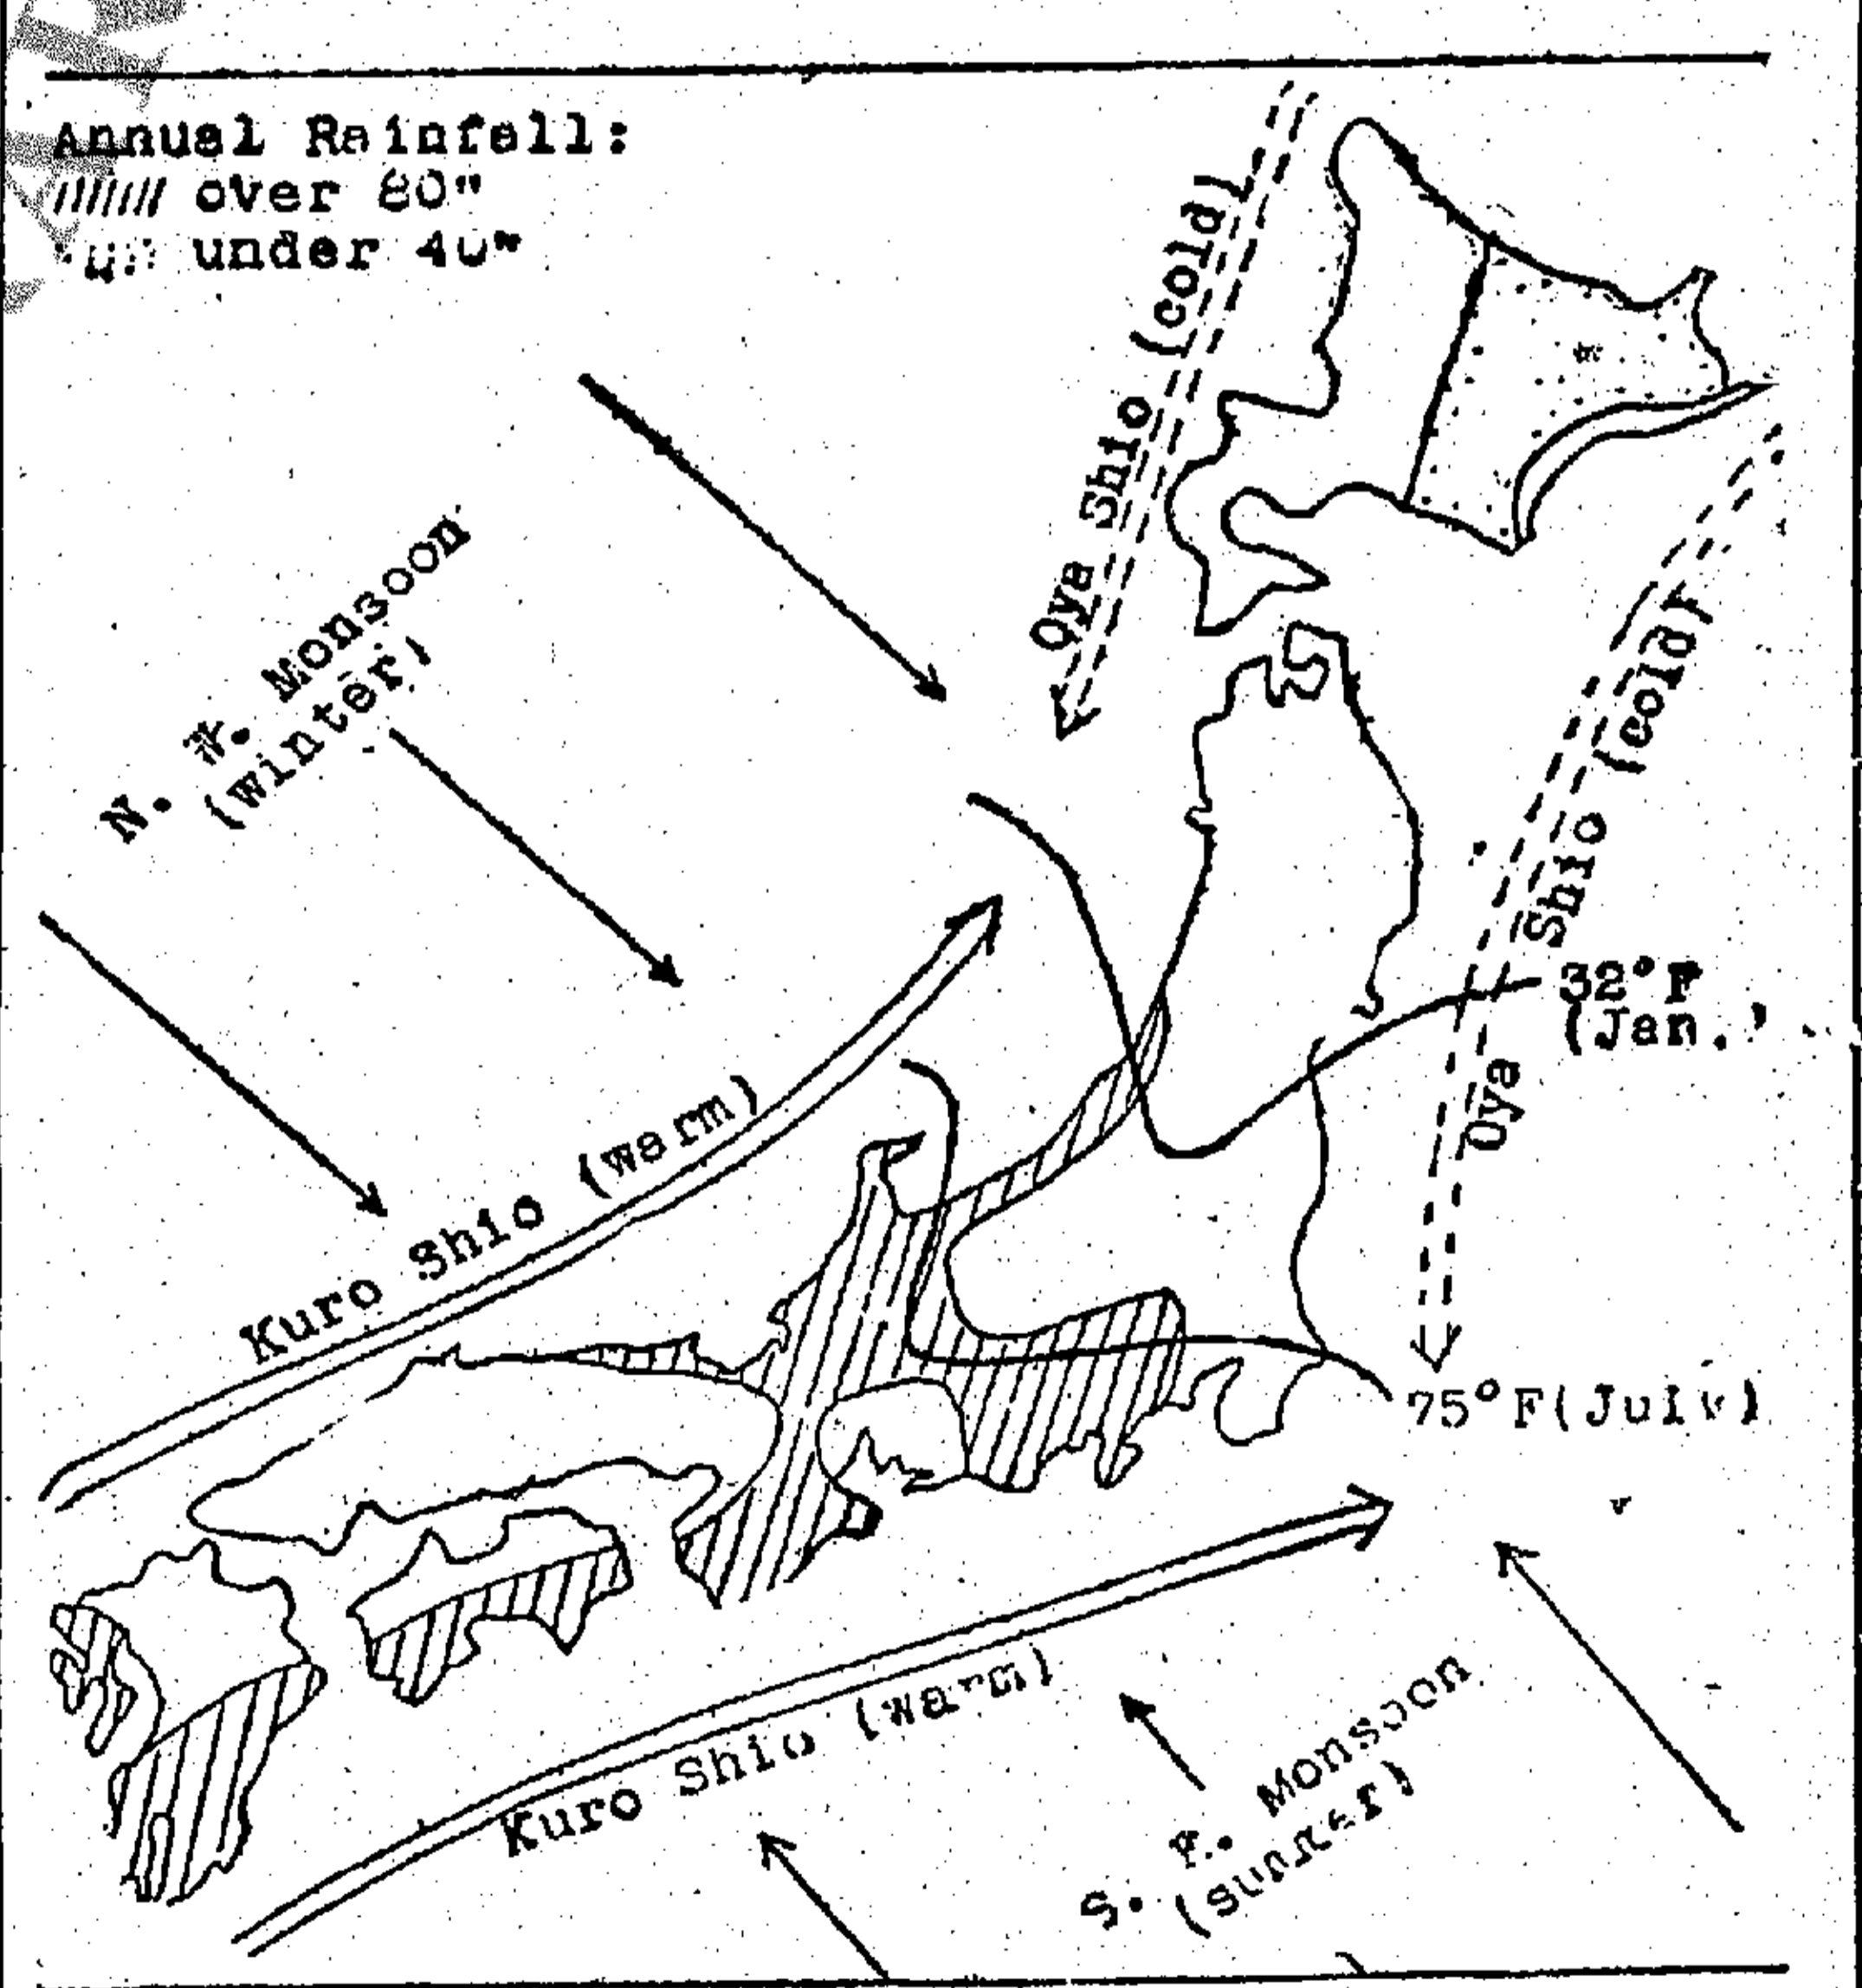 Annual Rainfall:
over 80"
under 40"
Oya Shio (cold)
N. W. Monsoon
(winter)
Oya Shio (cold)
32°F
(Jan.
Kuro Shio (warm)
75°F(July)
Kuro Shio (warm)
S. E. Monsoon
(summer)